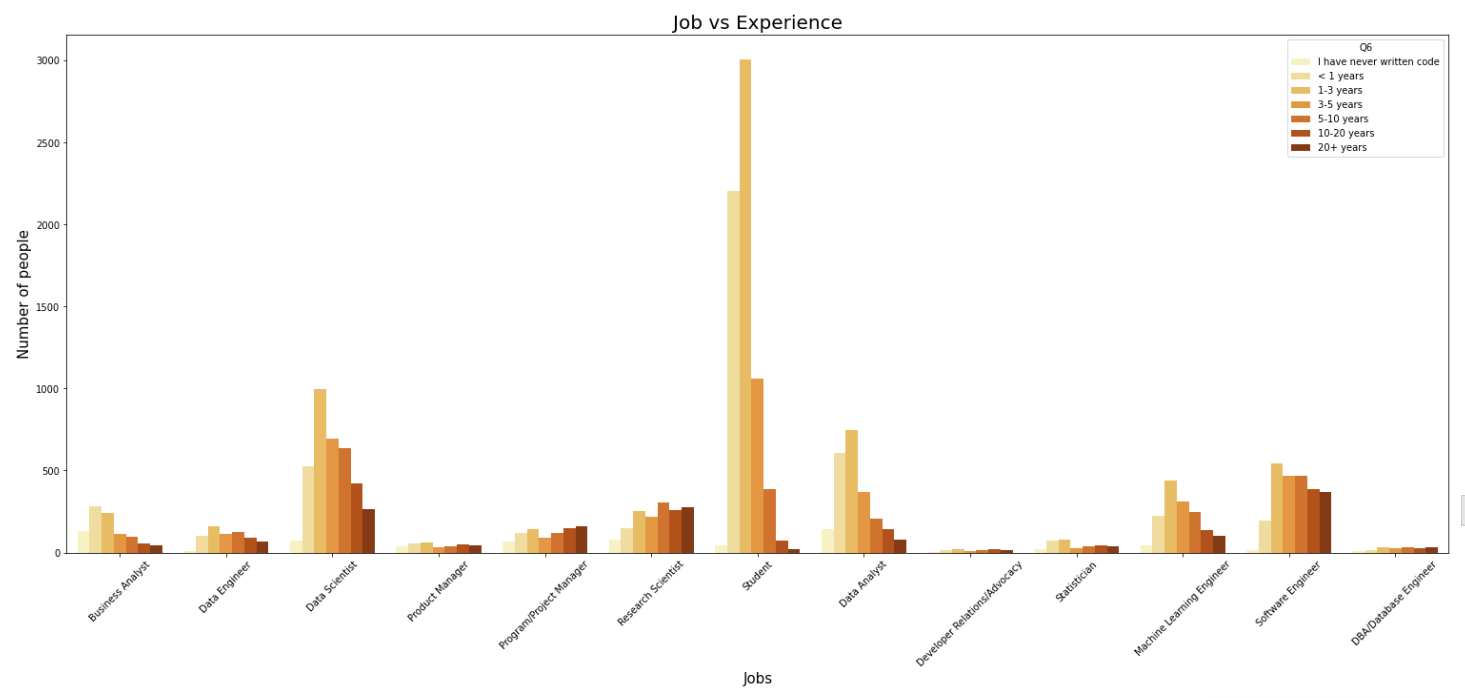 Job vs Experience
Q6
I have never written code
< 1 years
1-3 years
3-5 years
5-10 years
10-20 years
20+ years
Number of people
3000
2500
2000
1500
1000
500
0
Business Analyst
Data Engineer
Data Scientist
Product Manager
Program/Project Manager
Research Scientist
Student
Data Analyst
Developer Relations/Advocacy
Statistician
Machine Learning Engineer
Software Engineer
DBA/Database Engineer
Jobs